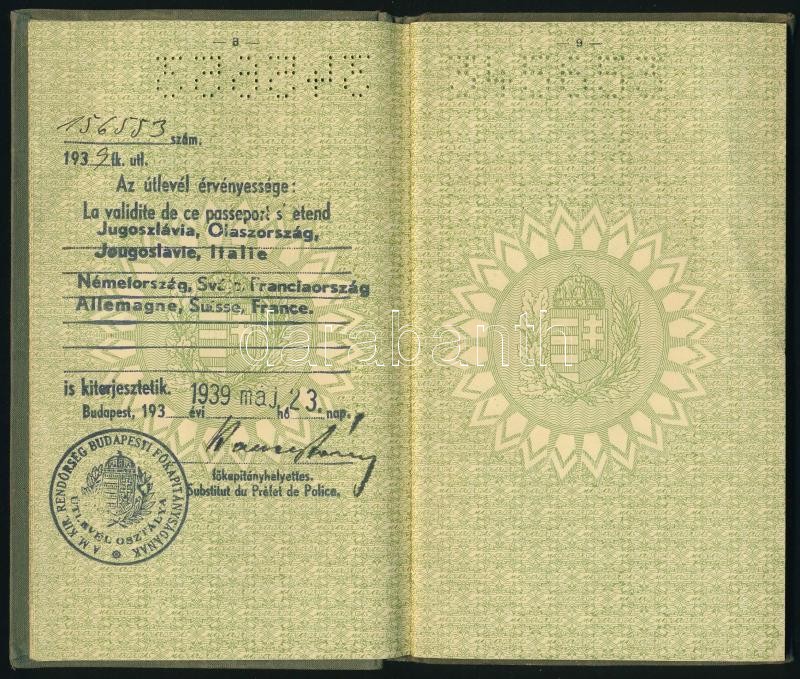 — 8 —
156553 szám.
1939 fk. utl.
Az útlevél érvényessége:
La validite de ce passeport s' etend
Jugoszlávia, Olaszország,
Jougoslavie, Italie
Németország, Svájc, Franciaország
Allemagne, Suisse, France.
is kiterjesztetik.
Budapest, 193 1939 máj. 23.
évi hó nap.
főkapitányhelyettes.
Substitut du Préfet de Police.
A M. KIR. RENDŐRSÉG BUDAPESTI FŐKAPITÁNYSÁGÁNAK
ÚTLEVÉL OSZTÁLYA
— 9 —
darabanth